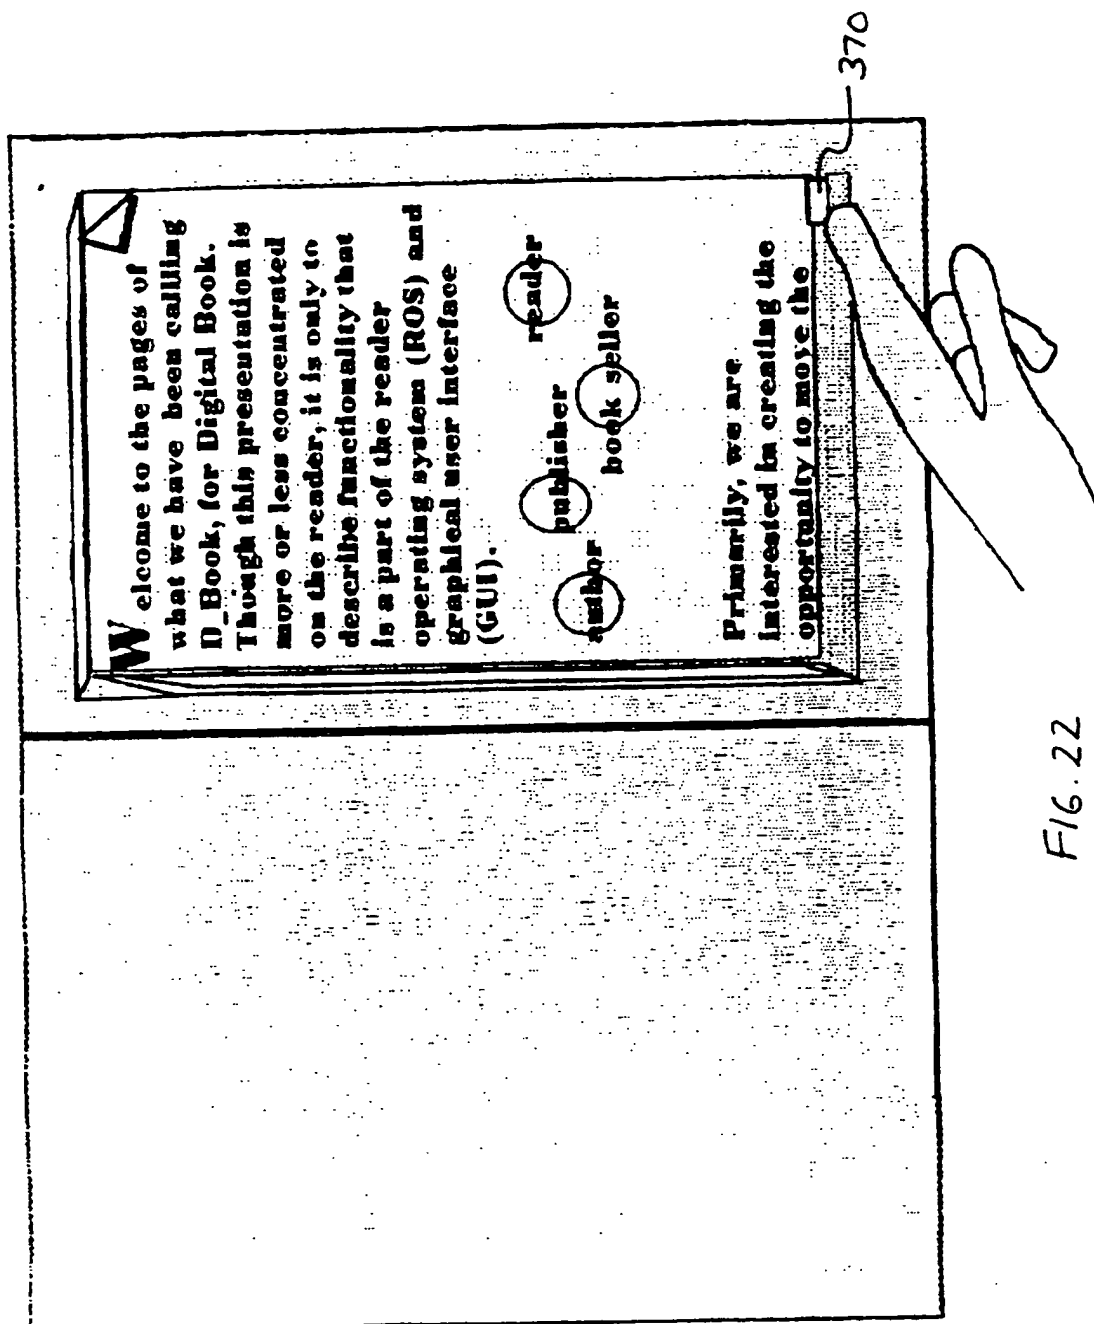 Welcome to the pages of
what we have been callling
D_Book, for Digital Book.
Though this presentation is
more or less concentrated
on the reader, it is only to
describe functionality that
is a part of the reader
operating system (ROS) and
graphical user interface
(GUI).
reader
publisher
book seller
author
Primarily, we are
interested in creating the
opportunity to move the
370
FIG. 22